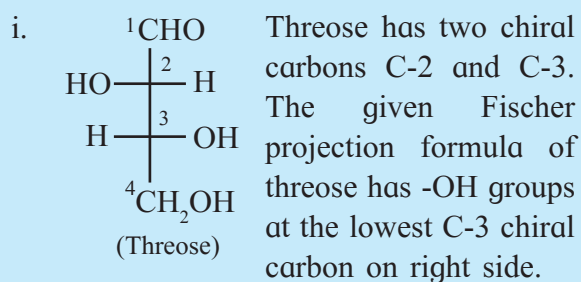 i.
¹CHO
2
HO H
3
H OH
⁴CH₂OH
(Threose)
Threose has two chiral
carbons C-2 and C-3.
The given Fischer
projection formula of
threose has -OH groups
at the lowest C-3 chiral
carbon on right side.